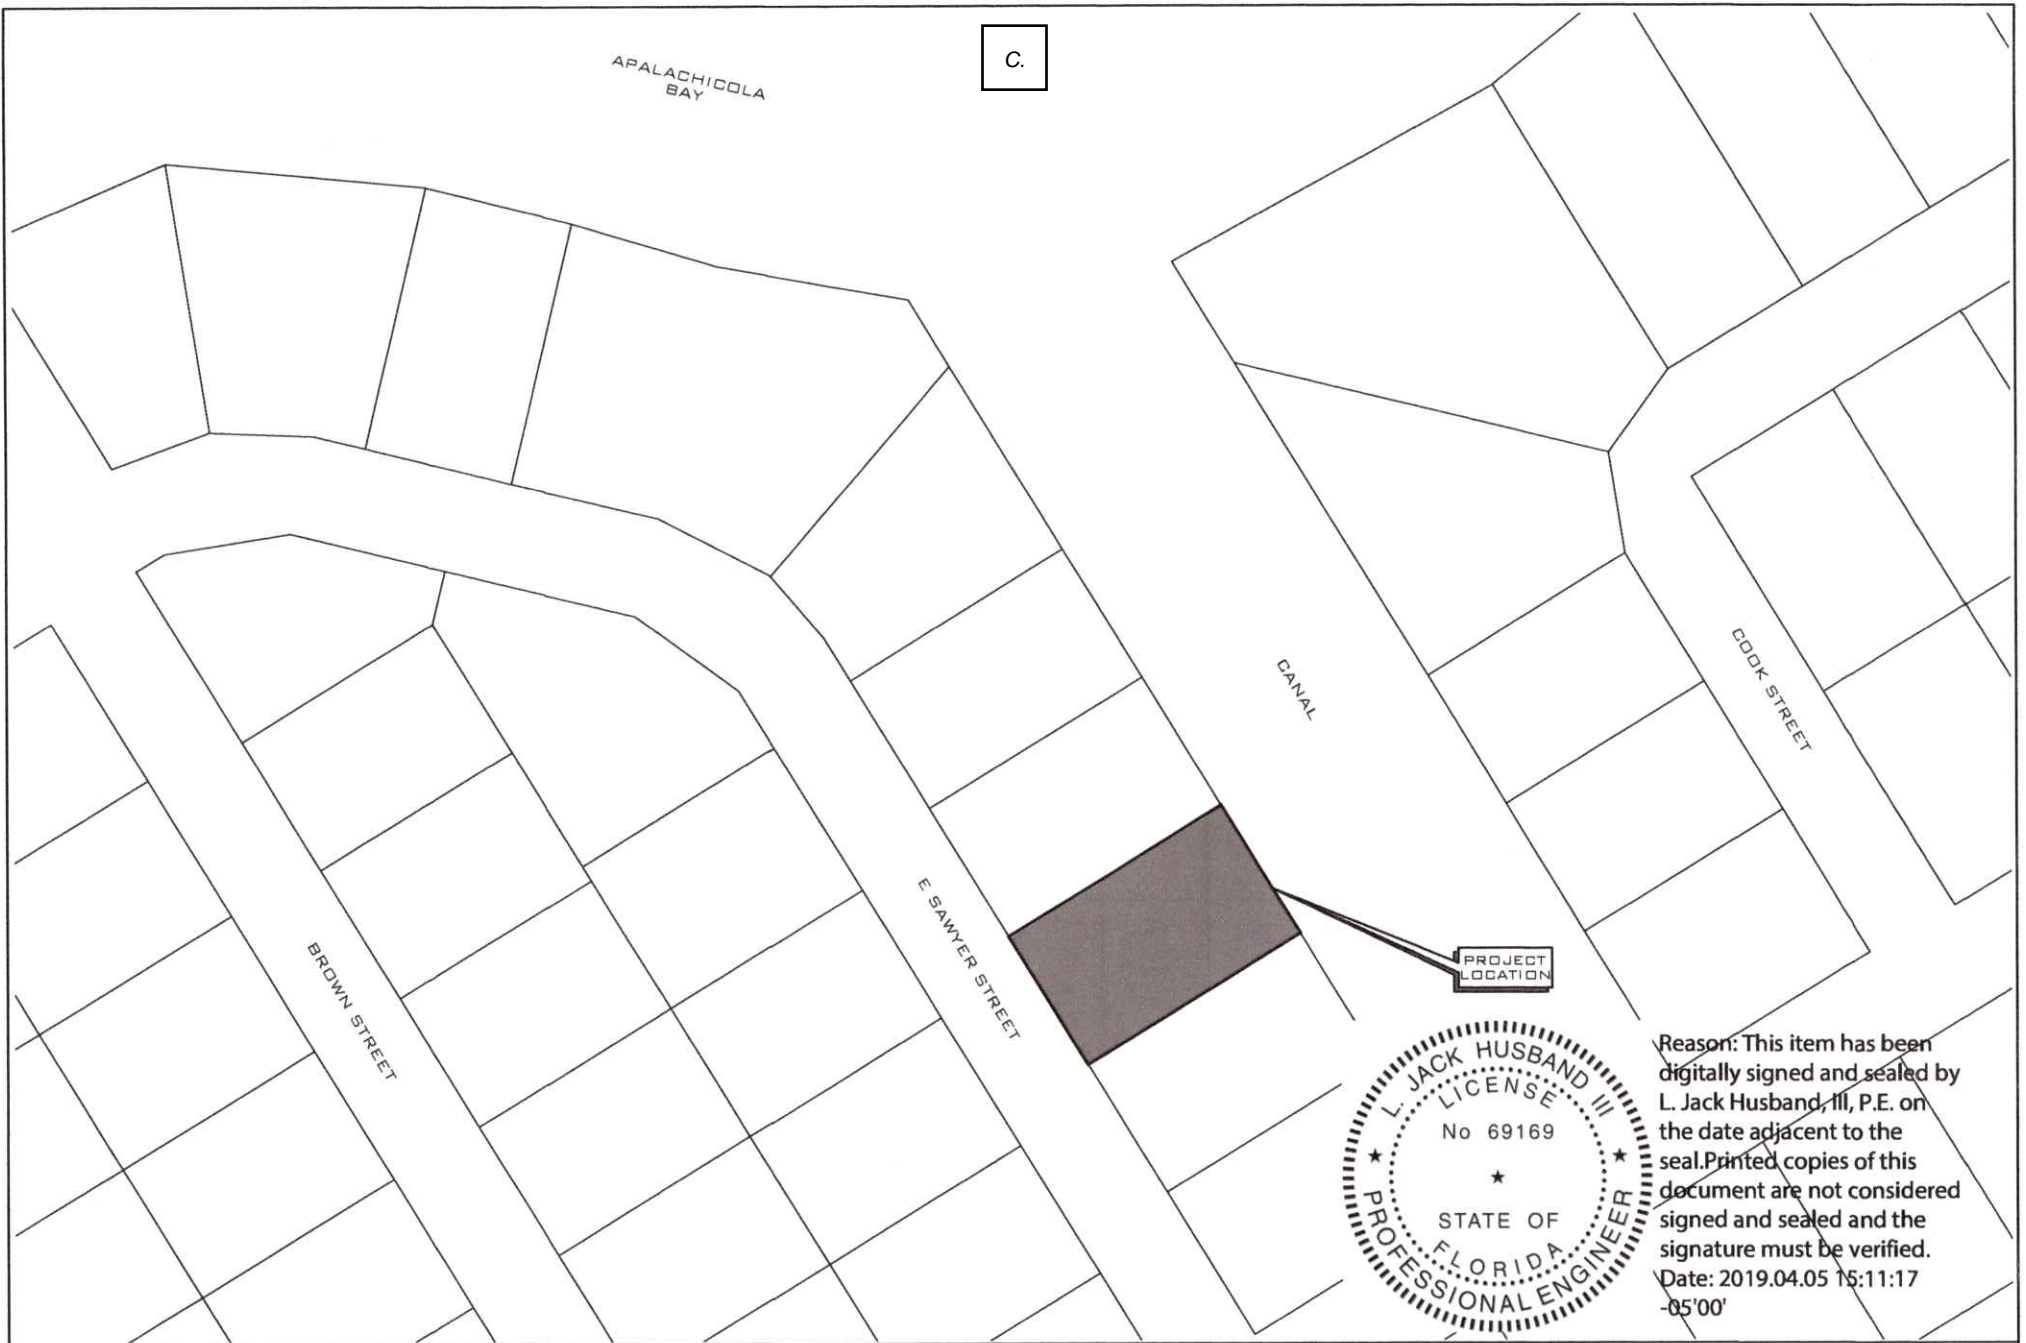 C.
APALACHICOLA
BAY
CANAL
COOK STREET
E SAWYER STREET
BROWN STREET
PROJECT
LOCATION
L. JACK HUSBAND III
LICENSE
No 69169
STATE OF
FLORIDA
PROFESSIONAL ENGINEER
Reason: This item has been
digitally signed and sealed by
L. Jack Husband, III, P.E. on
the date adjacent to the
seal.Printed copies of this
document are not considered
signed and sealed and the
signature must be verified.
Date: 2019.04.05 15:11:17
-05'00'